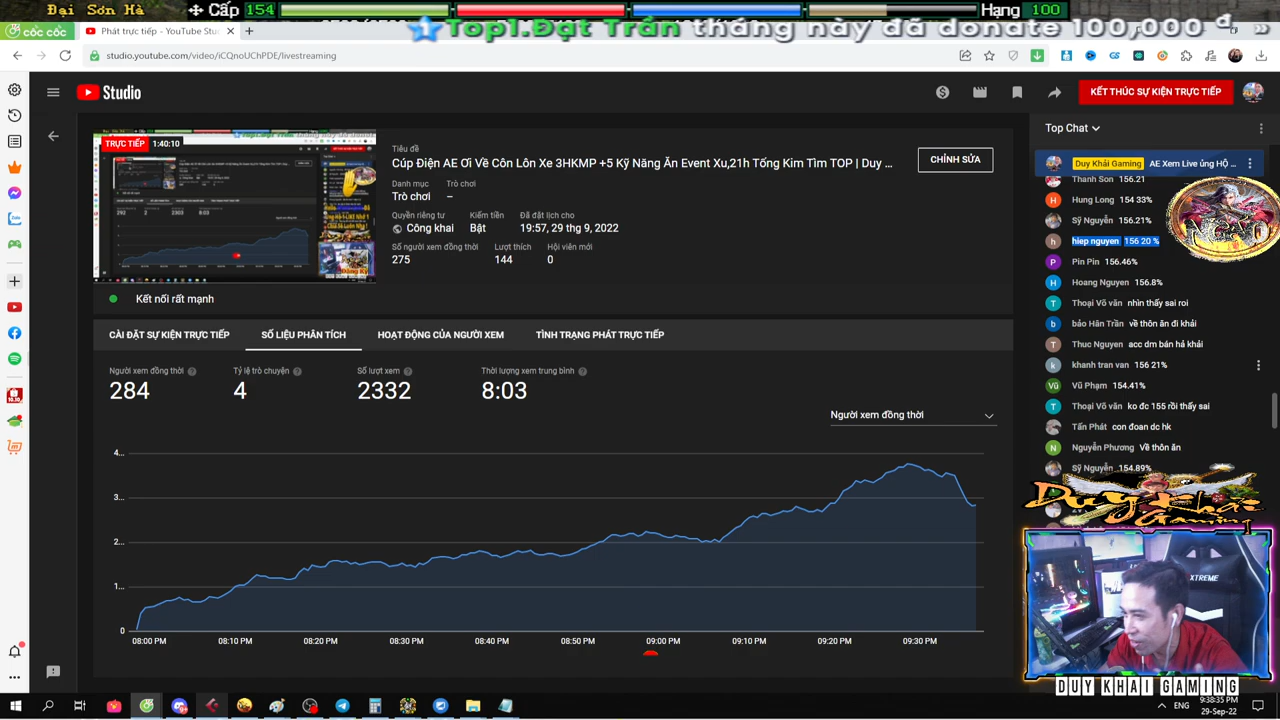 Đại Sơn Hà
Cấp 154
Hạng 100
Top1.Đạt Trần tháng này đã donate 100,000 đ
cốc cốc
Phát trực tiếp - YouTube Stu
studio.youtube.com/video/iCQnoUChPDE/livestreaming
Studio
KẾT THÚC SỰ KIỆN TRỰC TIẾP
TRỰC TIẾP 1:40:10
Tiêu đề
Cúp Điện AE Ơi Về Côn Lôn Xe 3HKMP +5 Kỹ Năng Ăn Event Xu,21h Tống Kim Tìm TOP | Duy ...
CHỈNH SỬA
Danh mục
Trò chơi
Trò chơi
–
Quyền riêng tư
Kiếm tiền
Đã đặt lịch cho
Công khai
Bật
19:57, 29 thg 9, 2022
Số người xem đồng thời
Lượt thích
Hội viên mới
275
144
0
Kết nối rất mạnh
CÀI ĐẶT SỰ KIỆN TRỰC TIẾP
SỐ LIỆU PHÂN TÍCH
HOẠT ĐỘNG CỦA NGƯỜI XEM
TÌNH TRẠNG PHÁT TRỰC TIẾP
Người xem đồng thời
Tỷ lệ trò chuyện
Số lượt xem
Thời lượng xem trung bình
284
4
2332
8:03
Người xem đồng thời
4...
3...
2...
1...
0
08:00 PM
08:10 PM
08:20 PM
08:30 PM
08:40 PM
08:50 PM
09:00 PM
09:10 PM
09:20 PM
09:30 PM
Top Chat
Duy Khải Gaming AE Xem Live ủng Hộ ...
Thanh Son 156.21
Hung Long 154 33%
Sỹ Nguyễn 156.21%
hiep nguyen 156 20 %
Pin Pin 156.46%
Hoang Nguyen 156.8%
Thoại Võ văn nhìn thấy sai roi
bảo Hân Trần về thôn ăn đi khải
Thuc Nguyen acc dm bán hả khải
khanh tran van 156 21%
Vũ Phạm 154.41%
Thoại Võ văn ko đc 155 rồi thấy sai
Tấn Phát con đoan dc hk
Nguyễn Phương Về thôn ăn
Sỹ Nguyễn 154.89%
Duy Khải
Gaming
XTREME
DUY KHAI GAMING
ENG
9:38:35 PM
29-Sep-22